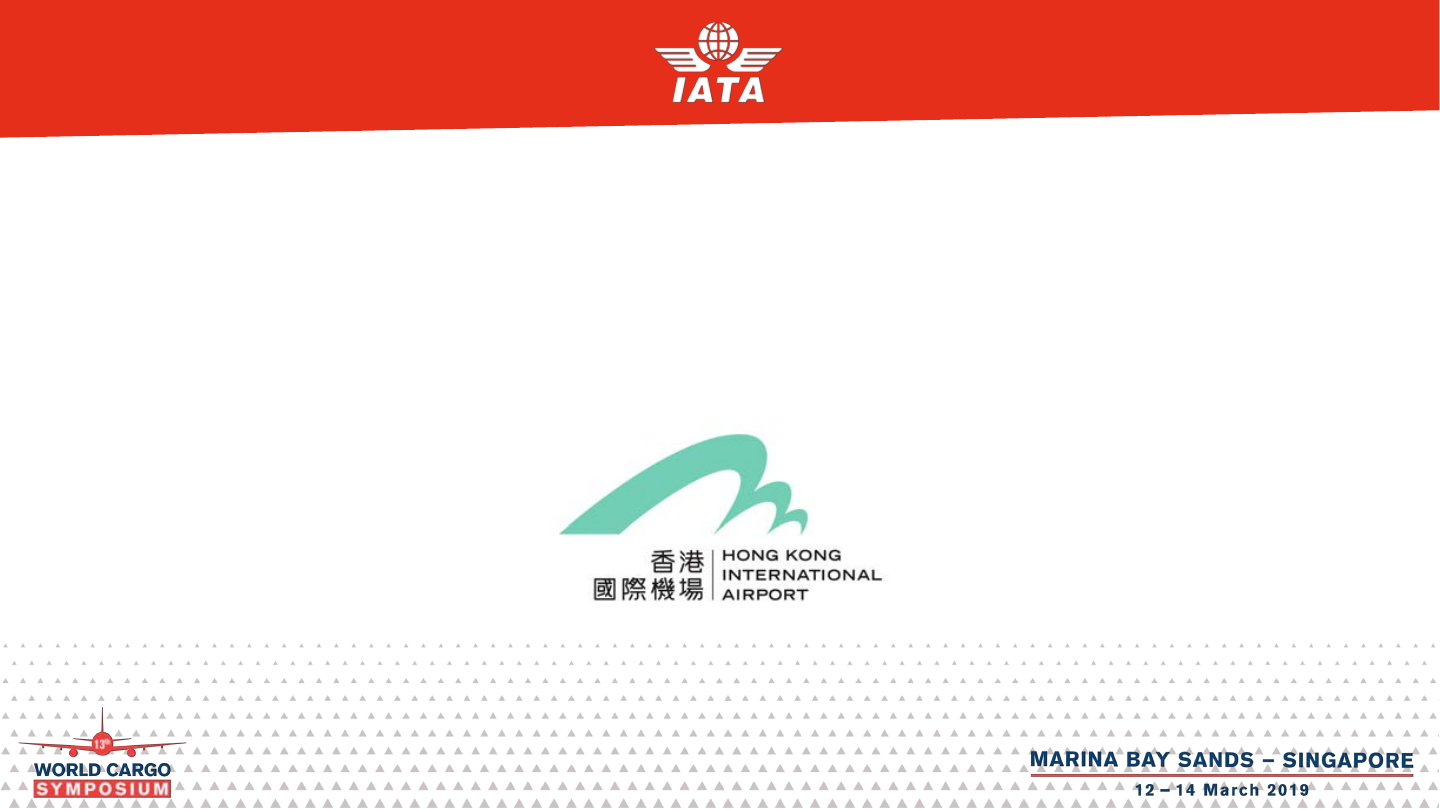 IATA
香港
國際機場
HONG KONG
INTERNATIONAL
AIRPORT
13th
WORLD CARGO
SYMPOSIUM
MARINA BAY SANDS – SINGAPORE
12 – 14 March 2019